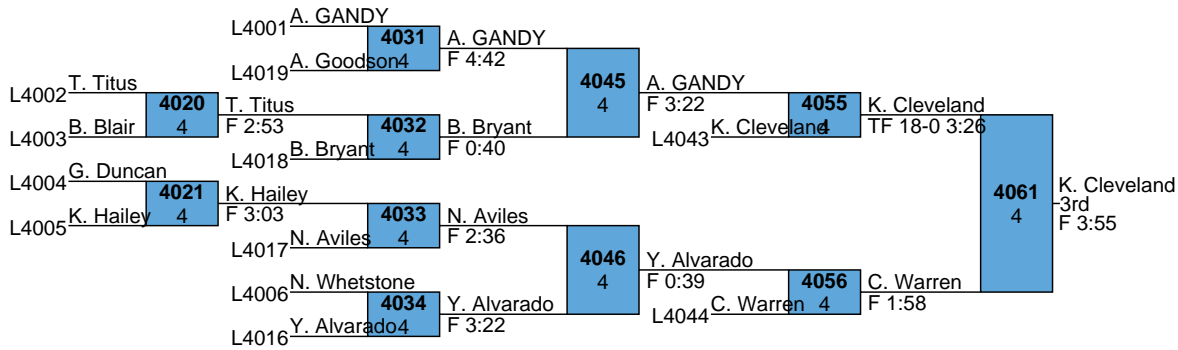 L4001 A. GANDY
4031
4
L4019 A. Goodson
A. GANDY
F 4:42
L4002 T. Titus
4020
4
L4003 B. Blair
T. Titus
F 2:53
4032
4
L4018 B. Bryant
B. Bryant
F 0:40
4045
4
A. GANDY
F 3:22
L4043 K. Cleveland
4055
4
K. Cleveland
TF 18-0 3:26
L4004 G. Duncan
4021
4
L4005 K. Hailey
K. Hailey
F 3:03
4033
4
L4017 N. Aviles
N. Aviles
F 2:36
L4006 N. Whetstone
4034
4
L4016 Y. Alvarado
Y. Alvarado
F 3:22
4046
4
Y. Alvarado
F 0:39
L4044 C. Warren
4056
4
C. Warren
F 1:58
4061
4
K. Cleveland
3rd
F 3:55